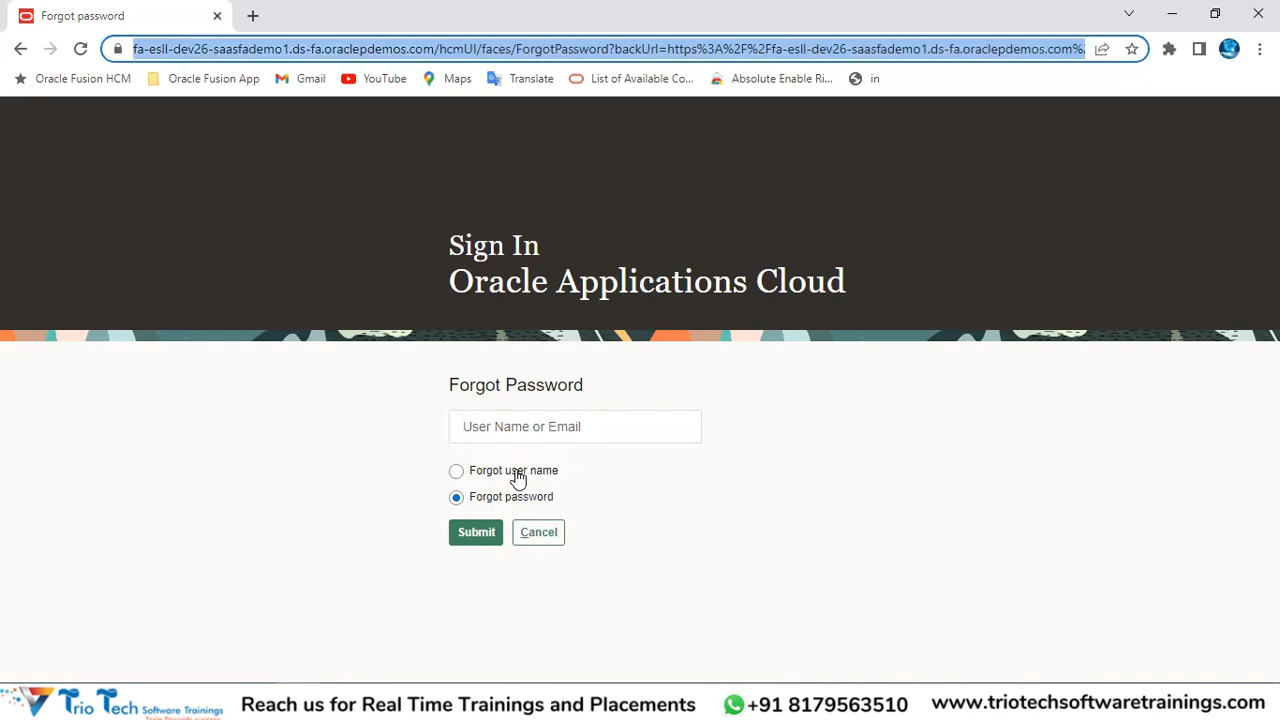 Forgot password
fa-esll-dev26-saasfademo1.ds-fa.oraclepdemos.com/hcmUI/faces/ForgotPassword?backUrl=https%3A%2F%2Ffa-esll-dev26-saasfademo1.ds-fa.oraclepdemos.com%
Oracle Fusion HCM Oracle Fusion App Gmail YouTube Maps Translate List of Available Co... Absolute Enable Ri... in
Sign In
Oracle Applications Cloud
Forgot Password
User Name or Email
Forgot user name
Forgot password
Submit Cancel
Trio Tech Software Trainings
Train Towards success
Reach us for Real Time Trainings and Placements
+91 8179563510
www.triotechsoftwaretrainings.com